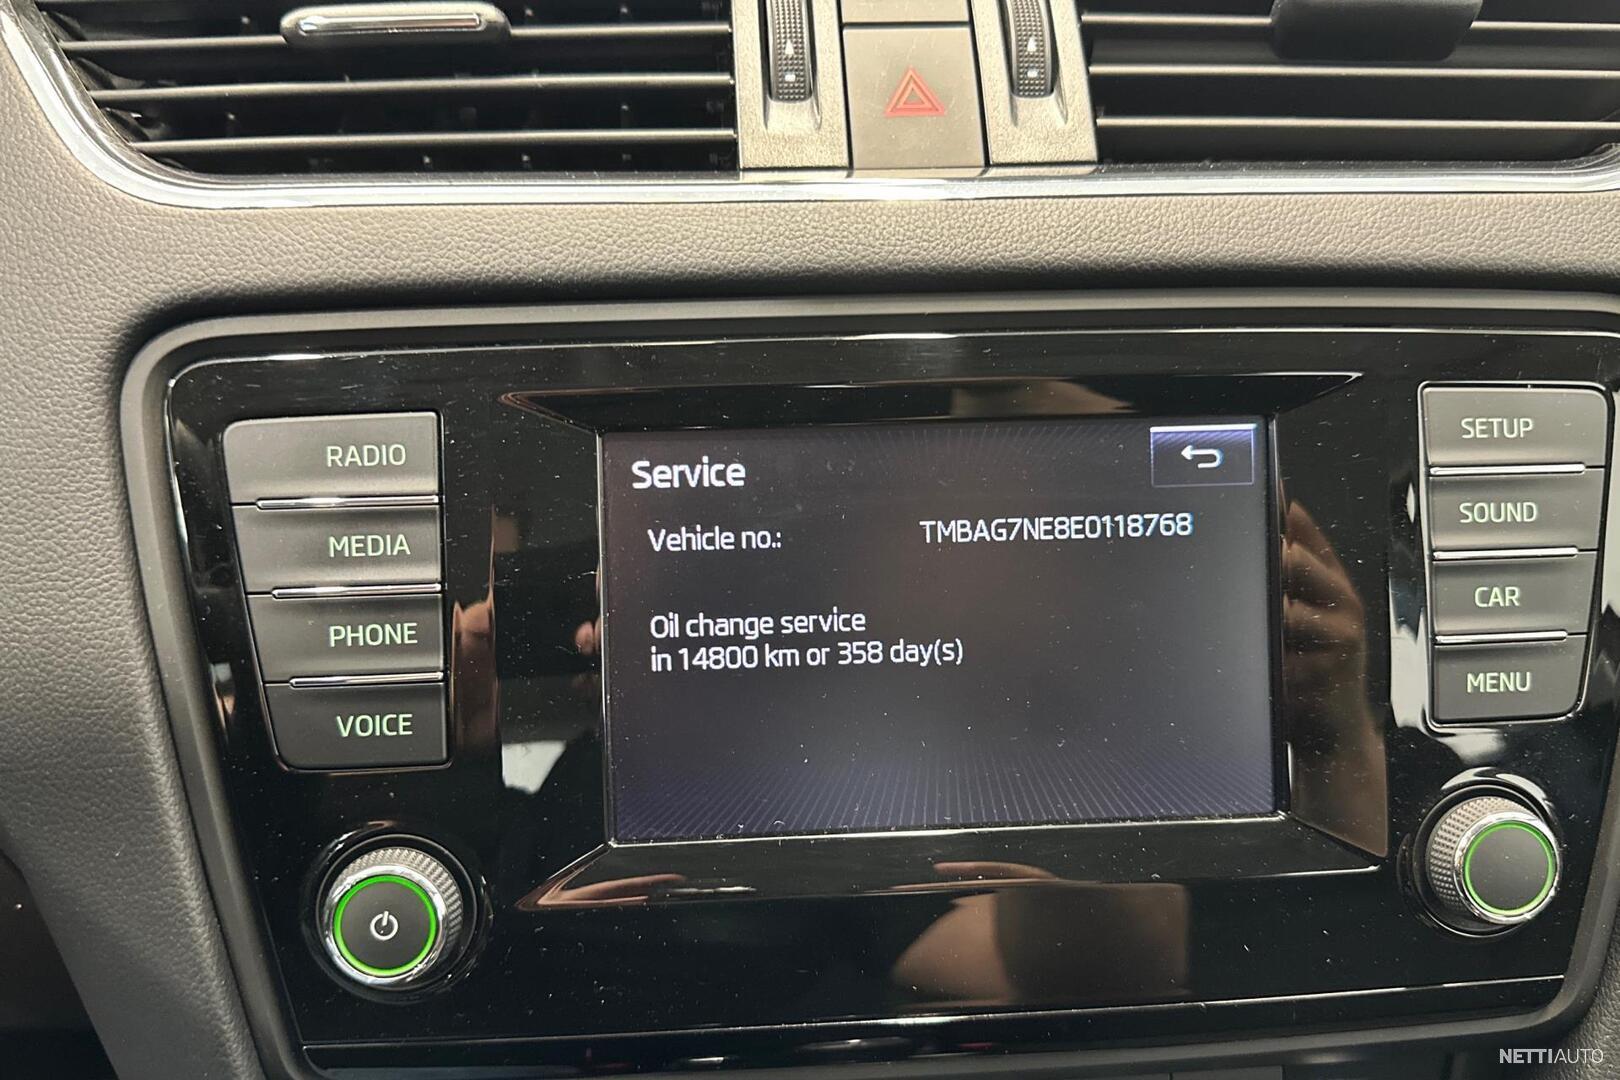 RADIO
MEDIA
PHONE
VOICE
Service
Vehicle no.: TMBAG7NE8E0118768
Oil change service
in 14800 km or 358 day(s)
SETUP
SOUND
CAR
MENU
NETTIAUTO